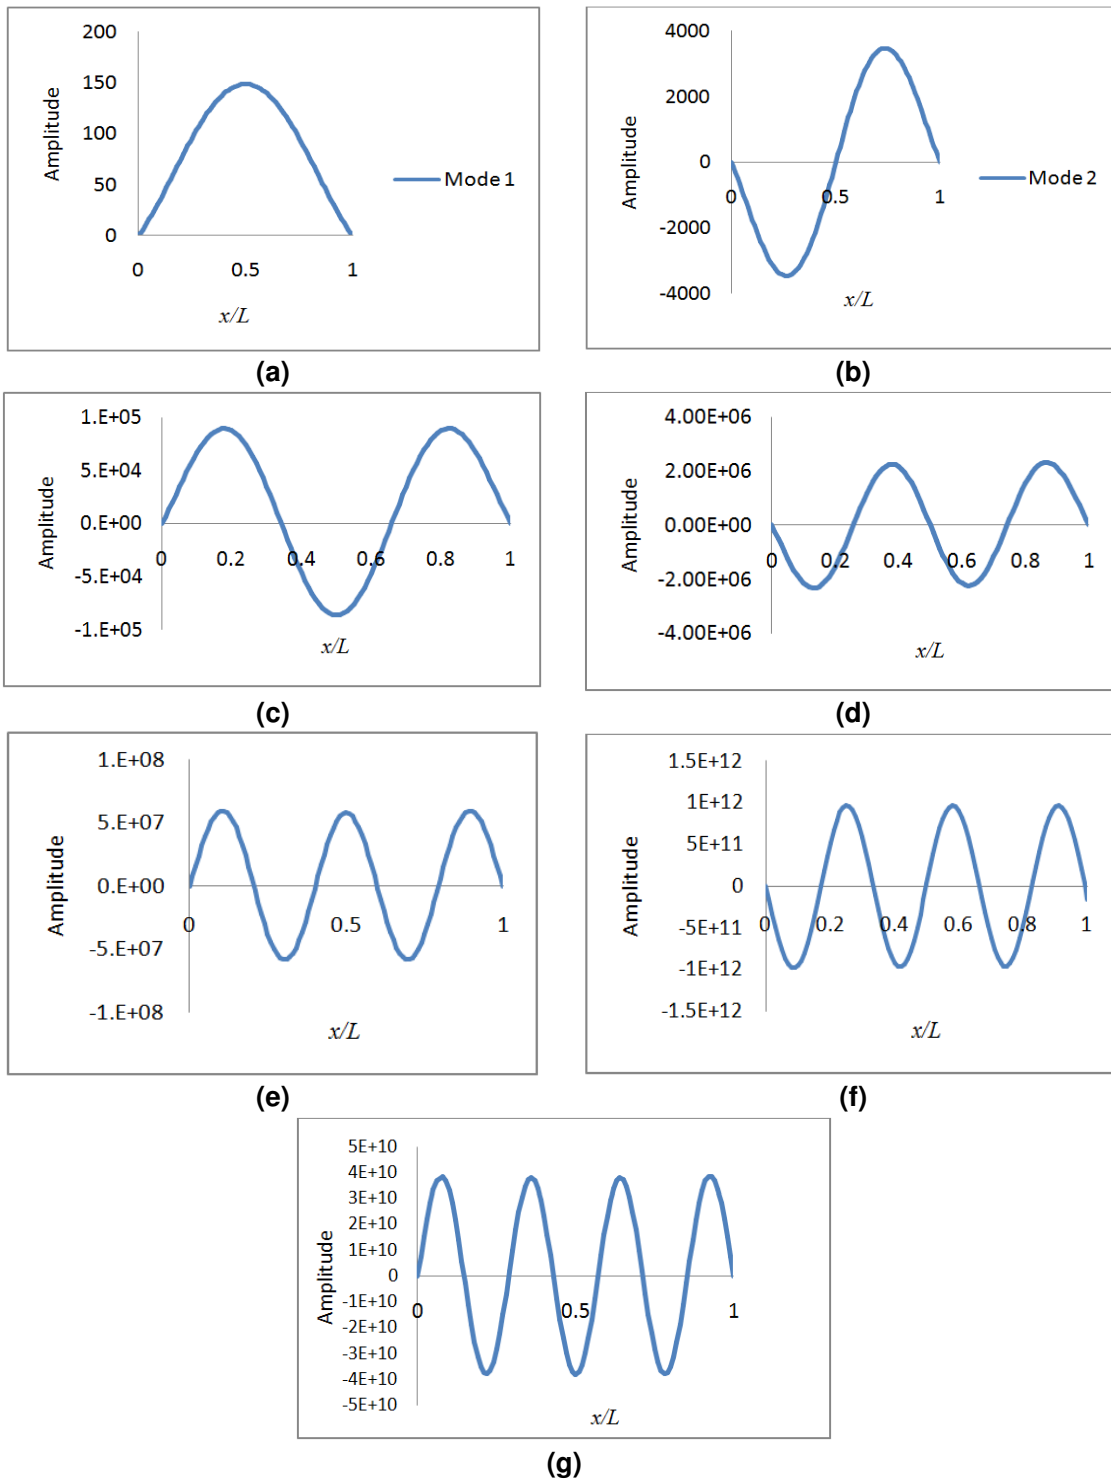 200
150
100
50
0
Amplitude
0 0.5 1
x/L
Mode 1
(a)
4000
2000
0
-2000
-4000
Amplitude
0 0.5 1
x/L
Mode 2
(b)
1.E+05
5.E+04
0.E+00
-5.E+04
-1.E+05
Amplitude
0 0.2 0.4 0.6 0.8 1
x/L
(c)
4.00E+06
2.00E+06
0.00E+00
-2.00E+06
-4.00E+06
Amplitude
0 0.2 0.4 0.6 0.8 1
x/L
(d)
1.E+08
5.E+07
0.E+00
-5.E+07
-1.E+08
Amplitude
0 0.5 1
x/L
(e)
1.5E+12
1E+12
5E+11
0
-5E+11
-1E+12
-1.5E+12
Amplitude
0 0.2 0.4 0.6 0.8 1
x/L
(f)
5E+10
4E+10
3E+10
2E+10
1E+10
0
-1E+10
-2E+10
-3E+10
-4E+10
-5E+10
Amplitude
0 0.5 1
x/L
(g)